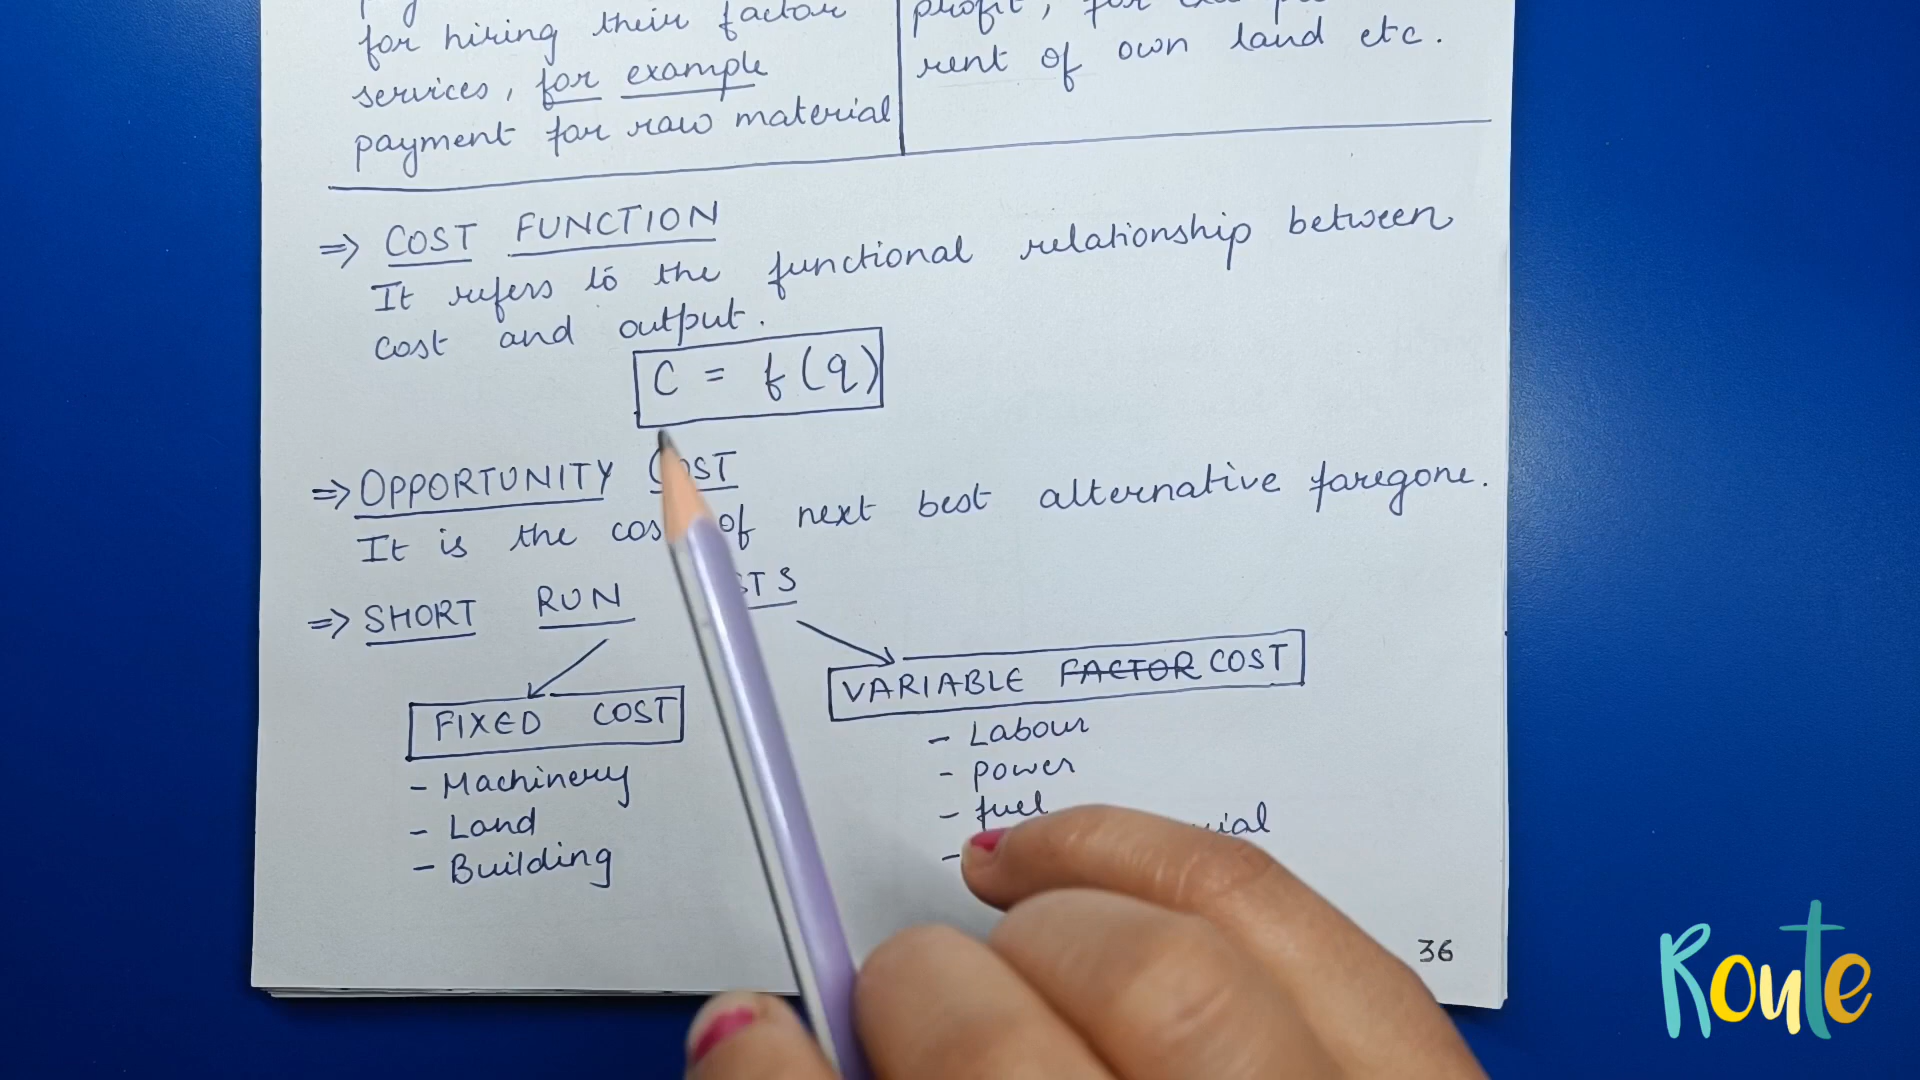 for hiring their factor
services, for example
payment for raw material
rent of own land etc.
⇒ COST FUNCTION
It refers to the functional relationship between
cost and output.
C = f(q)
⇒ OPPORTUNITY COST
It is the cost of next best alternative foregone.
⇒ SHORT RUN
FIXED COST
- Machinery
- Land
- Building
VARIABLE FACTOR COST
- Labour
- power
- fuel
36
Route